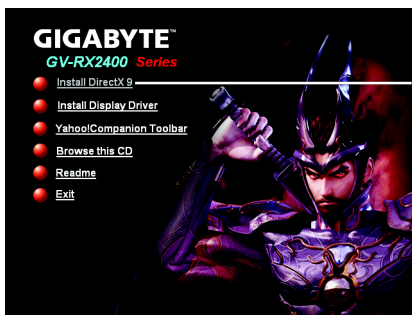 GIGABYTE™
GV-RX2400 Series
Install DirectX 9
Install Display Driver
Yahoo!Companion Toolbar
Browse this CD
Readme
Exit